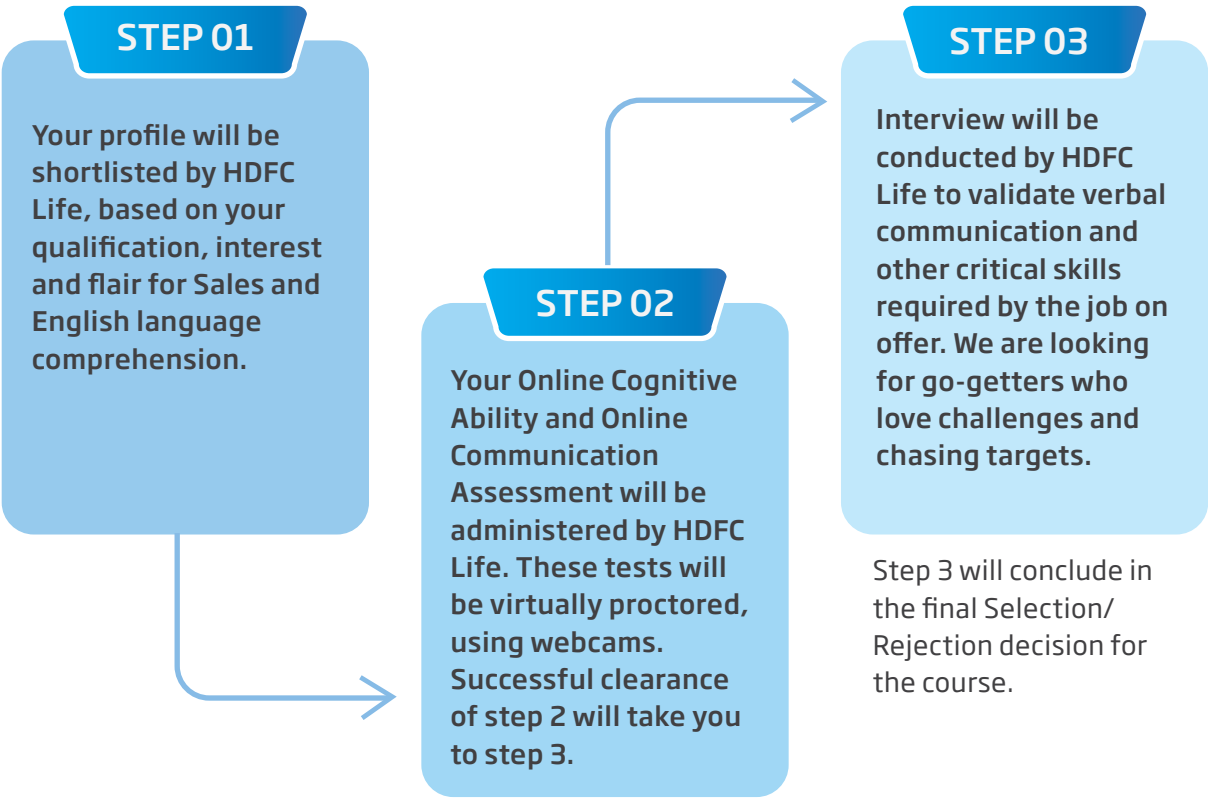 STEP 01
Your profile will be
shortlisted by HDFC
Life, based on your
qualification, interest
and flair for Sales and
English language
comprehension.
STEP 02
Your Online Cognitive
Ability and Online
Communication
Assessment will be
administered by HDFC
Life. These tests will
be virtually proctored,
using webcams.
Successful clearance
of step 2 will take you
to step 3.
STEP 03
Interview will be
conducted by HDFC
Life to validate verbal
communication and
other critical skills
required by the job on
offer. We are looking
for go-getters who
love challenges and
chasing targets.
Step 3 will conclude in
the final Selection/
Rejection decision for
the course.